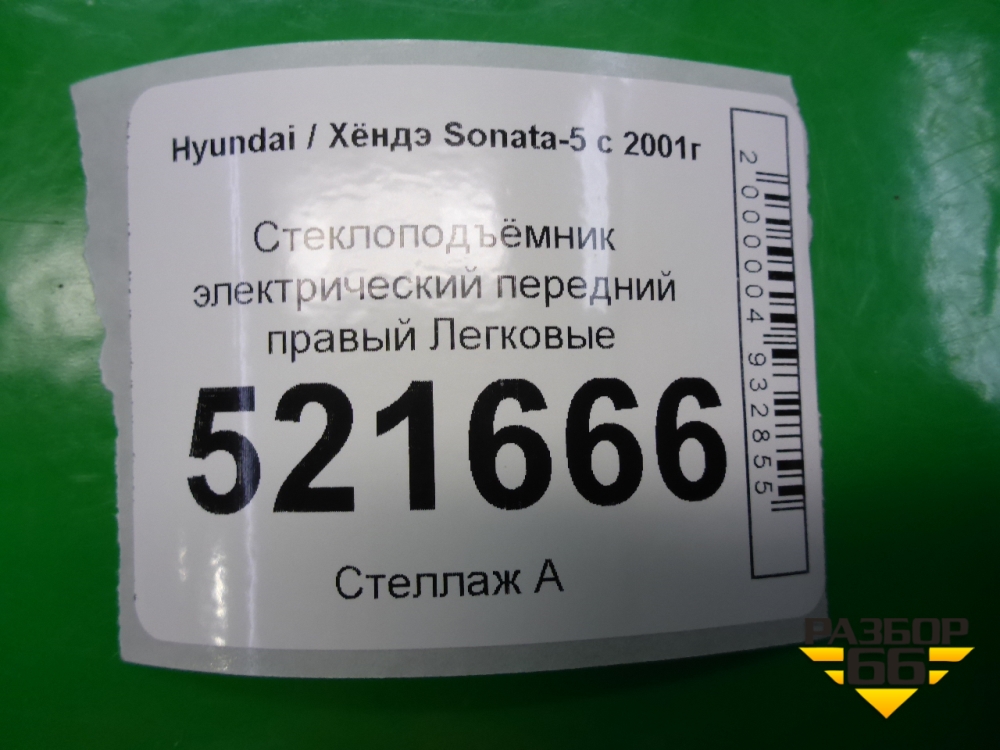 Hyundai / Хёндэ Sonata-5 с 2001г
Стеклоподъёмник
электрический передний
правый Легковые
521666
Стеллаж А
2000004932855
РАЗБОР
66